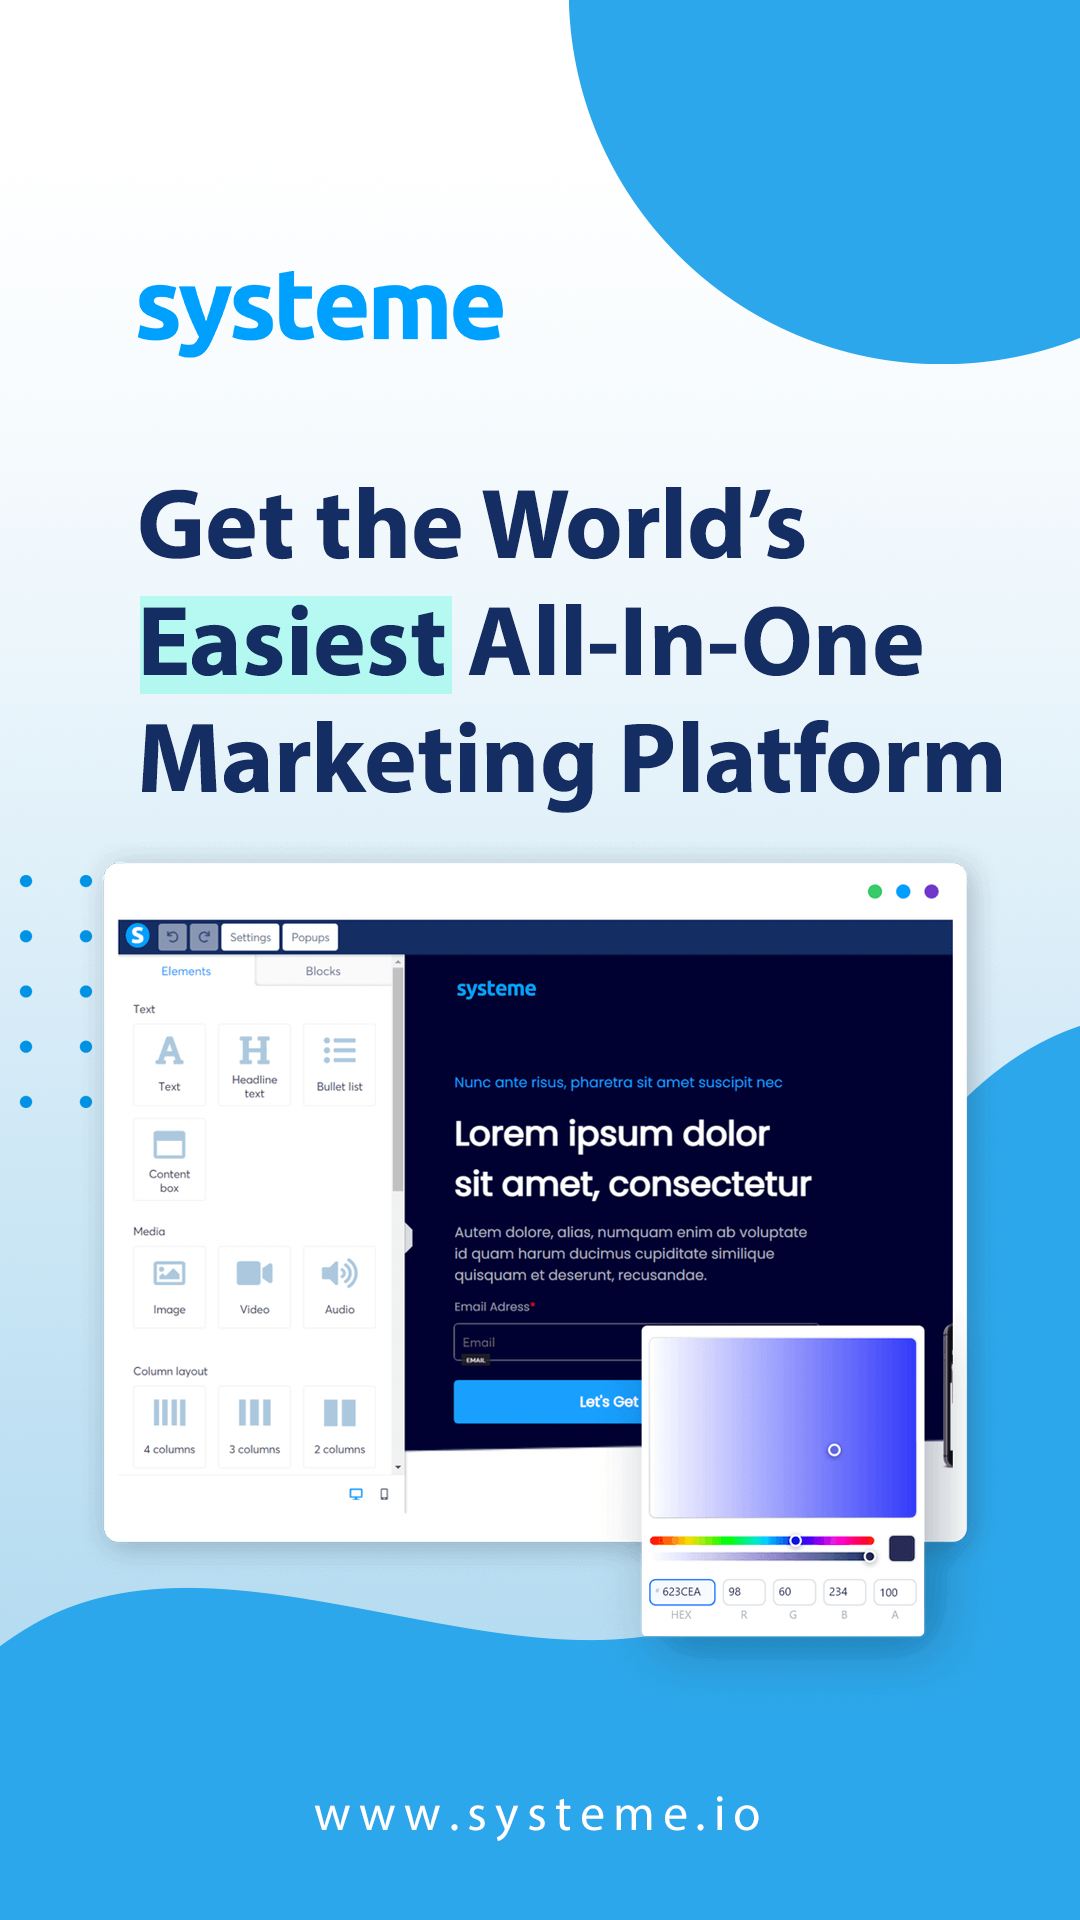 systeme
Get the World’s
Easiest All-In-One
Marketing Platform
S
Settings
Popups
Elements
Blocks
Text
A
H
Text
Headline
text
Bullet list
Content
box
Media
Image
Video
Audio
Column layout
4 columns
3 columns
2 columns
systeme
Nunc ante risus, pharetra sit amet suscipit nec
Lorem ipsum dolor
sit amet, consectetur
Autem dolore, alias, numquam enim ab voluptate
id quam harum ducimus cupiditate similique
quisquam et deserunt, recusandae.
Email Adress*
Email
EMAIL
Let's Get
623CEA
98
60
234
100
HEX
R
G
B
A
www.systeme.io